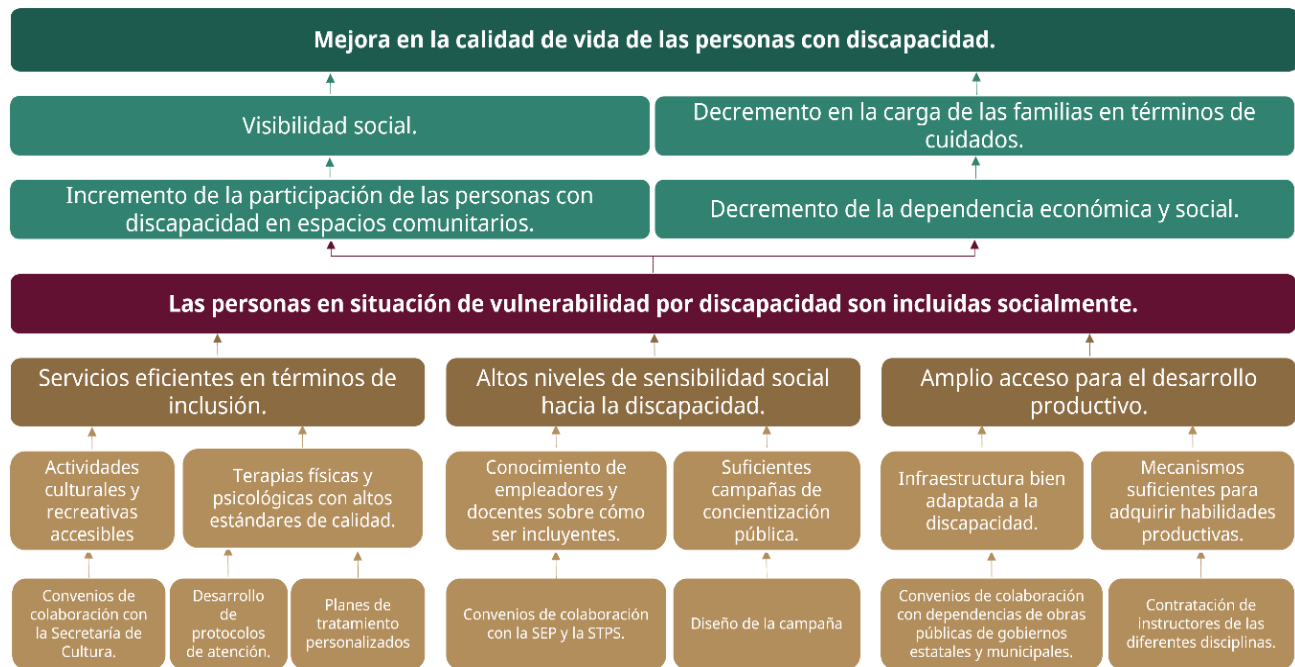 Mejora en la calidad de vida de las personas con discapacidad.
Visibilidad social.
Decremento en la carga de las familias en términos de
cuidados.
Incremento de la participación de las personas con
discapacidad en espacios comunitarios.
Decremento de la dependencia económica y social.
Las personas en situación de vulnerabilidad por discapacidad son incluidas socialmente.
Servicios eficientes en términos de
inclusión.
Altos niveles de sensibilidad social
hacia la discapacidad.
Amplio acceso para el desarrollo
productivo.
Actividades
culturales y
recreativas
accesibles
Terapias físicas y
psicológicas con altos
estándares de calidad.
Conocimiento de
empleadores y
docentes sobre cómo
ser incluyentes.
Suficientes
campañas de
concientización
pública.
Infraestructura bien
adaptada a la
discapacidad.
Mecanismos
suficientes para
adquirir habilidades
productivas.
Convenios de
colaboración con
la Secretaría de
Cultura.
Desarrollo
de
protocolos
de atención.
Planes de
tratamiento
personalizados
Convenios de colaboración
con la SEP y la STPS.
Diseño de la campaña
Convenios de colaboración
con dependencias de obras
públicas de gobiernos
estatales y municipales.
Contratación de
instructores de las
diferentes disciplinas.